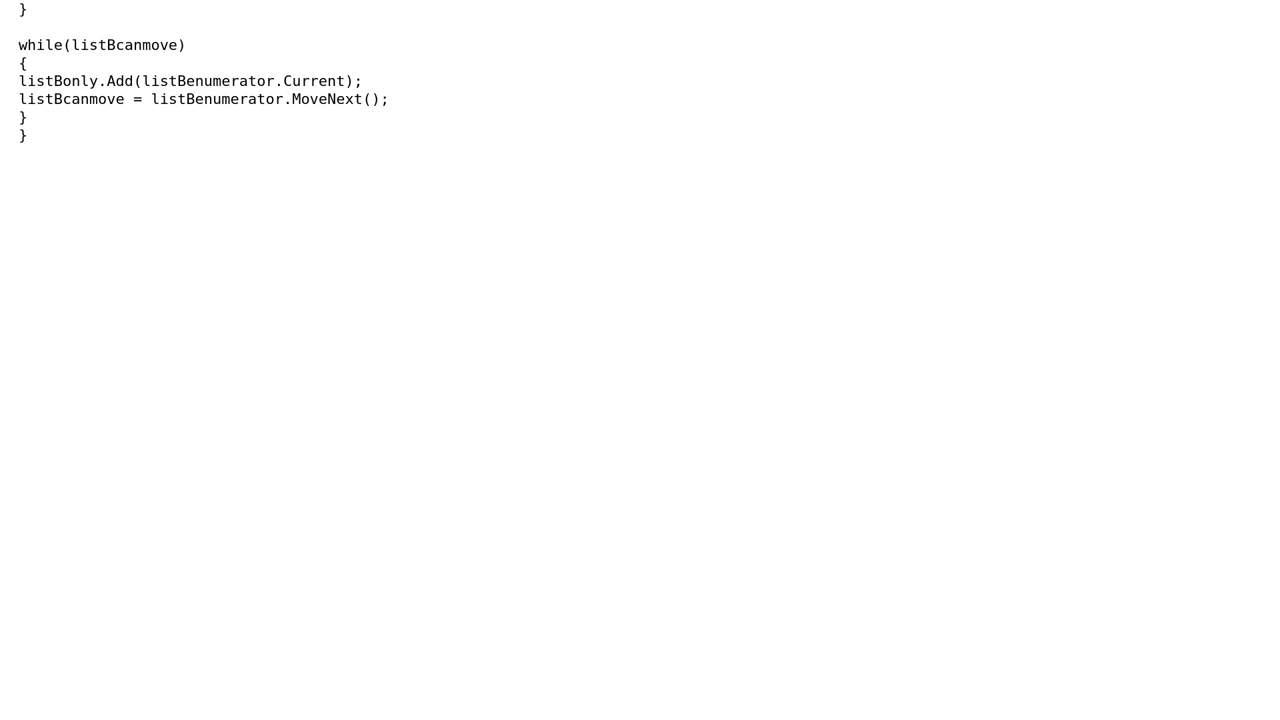 }

while(listBcanmove)
{
listBonly.Add(listBenumerator.Current);
listBcanmove = listBenumerator.MoveNext();
}
}